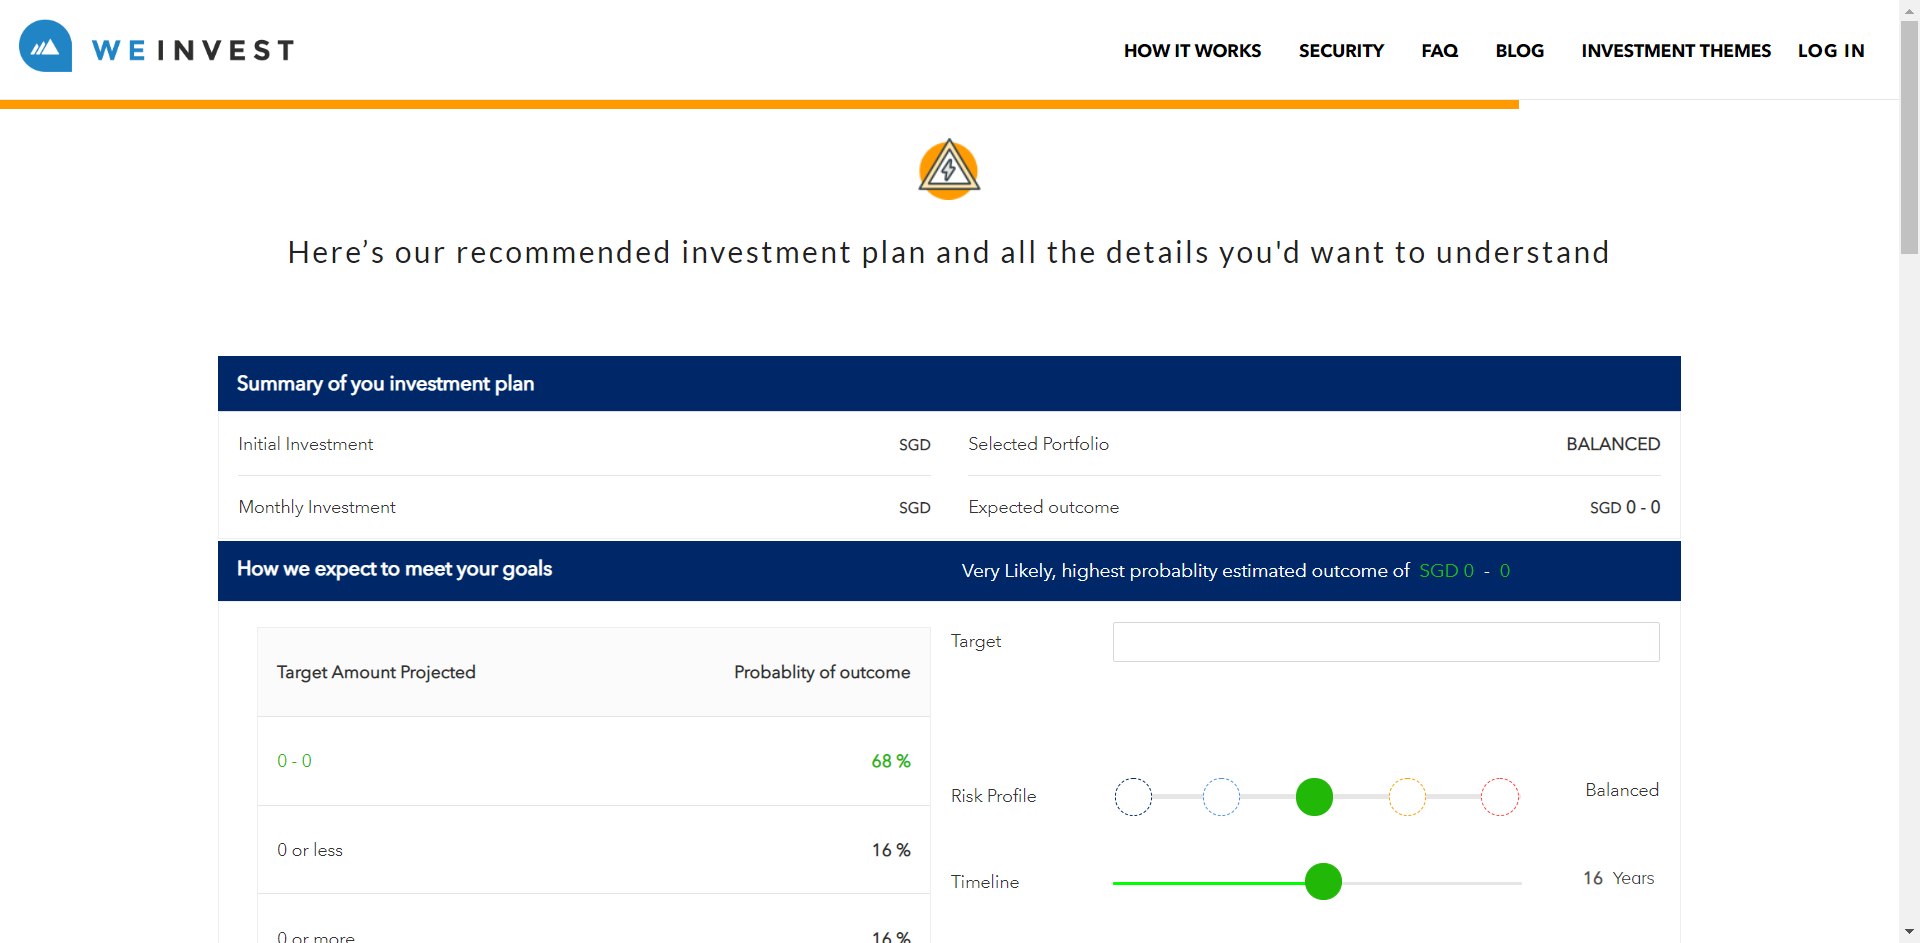 WEINVEST
HOW IT WORKS
SECURITY
FAQ
BLOG
INVESTMENT THEMES
LOG IN
Here’s our recommended investment plan and all the details you'd want to understand
Summary of you investment plan
Initial Investment SGD
Selected Portfolio BALANCED
Monthly Investment SGD
Expected outcome SGD 0 - 0
How we expect to meet your goals
Very Likely, highest probablity estimated outcome of SGD 0 - 0
Target Amount Projected Probablity of outcome
0 - 0 68 %
0 or less 16 %
0 or more 16 %
Target
Risk Profile Balanced
Timeline 16 Years